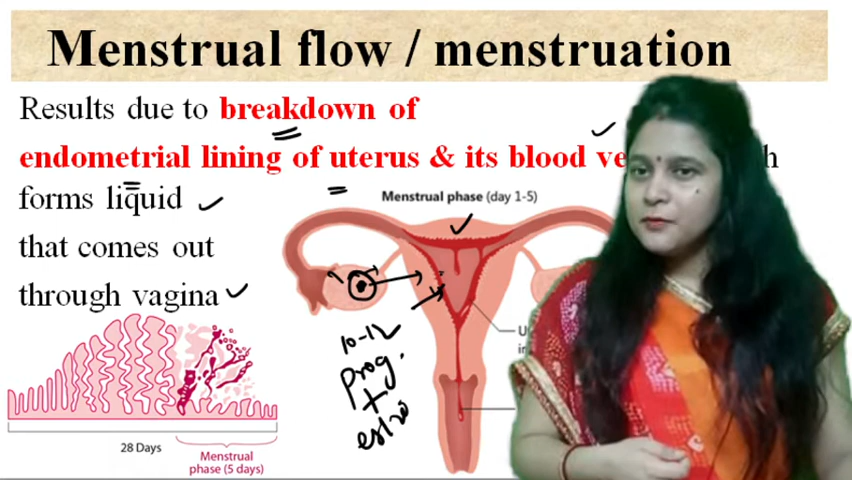 Menstrual flow / menstruation
Results due to breakdown of
endometrial lining of uterus & its blood
forms liquid
that comes out
through vagina
Menstrual phase (day 1-5)
10-12
prog.
+
estro
28 Days
Menstrual
phase (5 days)